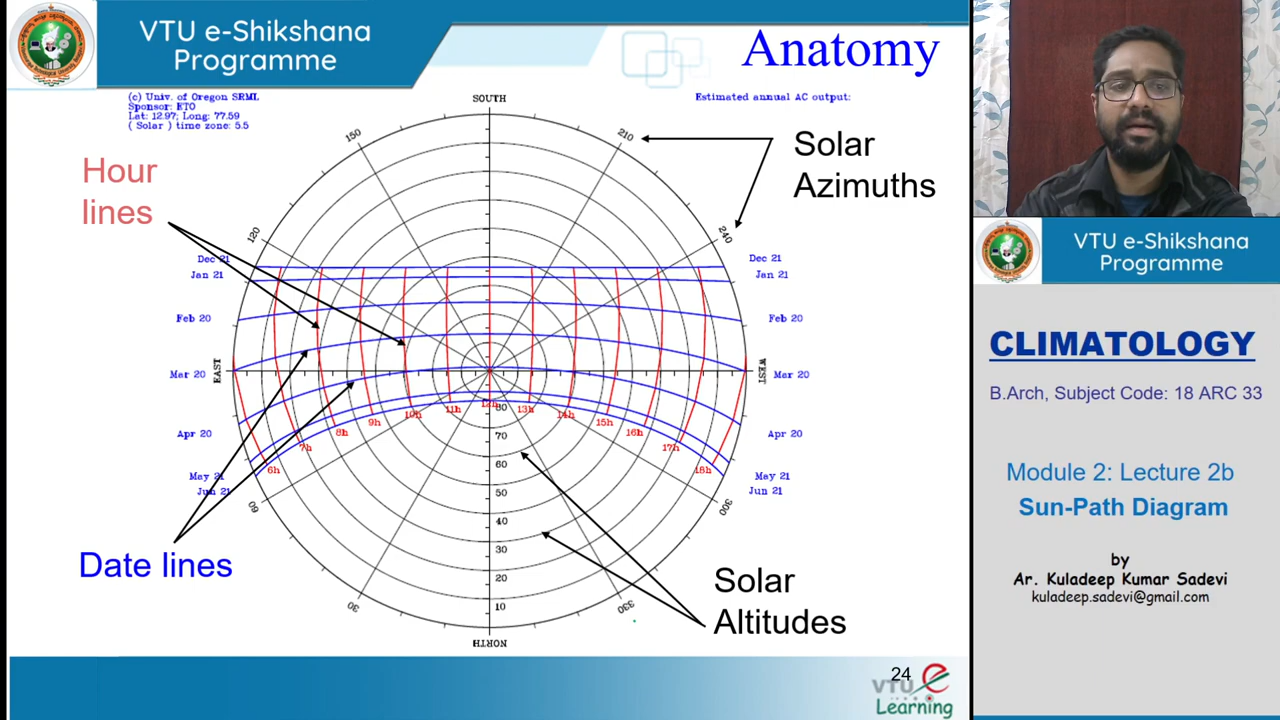 VTU e-Shikshana
Programme
Anatomy
(c) Univ. of Oregon SRML
Sponsor: ETO
Lat: 12.97; Long: 77.59
( Solar ) time zone: 5.5
SOUTH
Estimated annual AC output:
150
210
Solar
Azimuths
Hour
lines
120
240
Dec 21
Dec 21
Jan 21
Jan 21
Feb 20
Feb 20
EAST
WEST
Mar 20
Mar 20
Apr 20
Apr 20
May 21
May 21
Jun 21
Jun 21
6h
7h
8h
9h
10h
11h
12h
13h
14h
15h
16h
17h
18h
80
70
60
50
40
30
20
10
60
300
30
330
NORTH
Date lines
Solar
Altitudes
24
VTU e
Learning
VTU e-Shikshana
Programme
CLIMATOLOGY
B.Arch, Subject Code: 18 ARC 33
Module 2: Lecture 2b
Sun-Path Diagram
by
Ar. Kuladeep Kumar Sadevi
kuladeep.sadevi@gmail.com